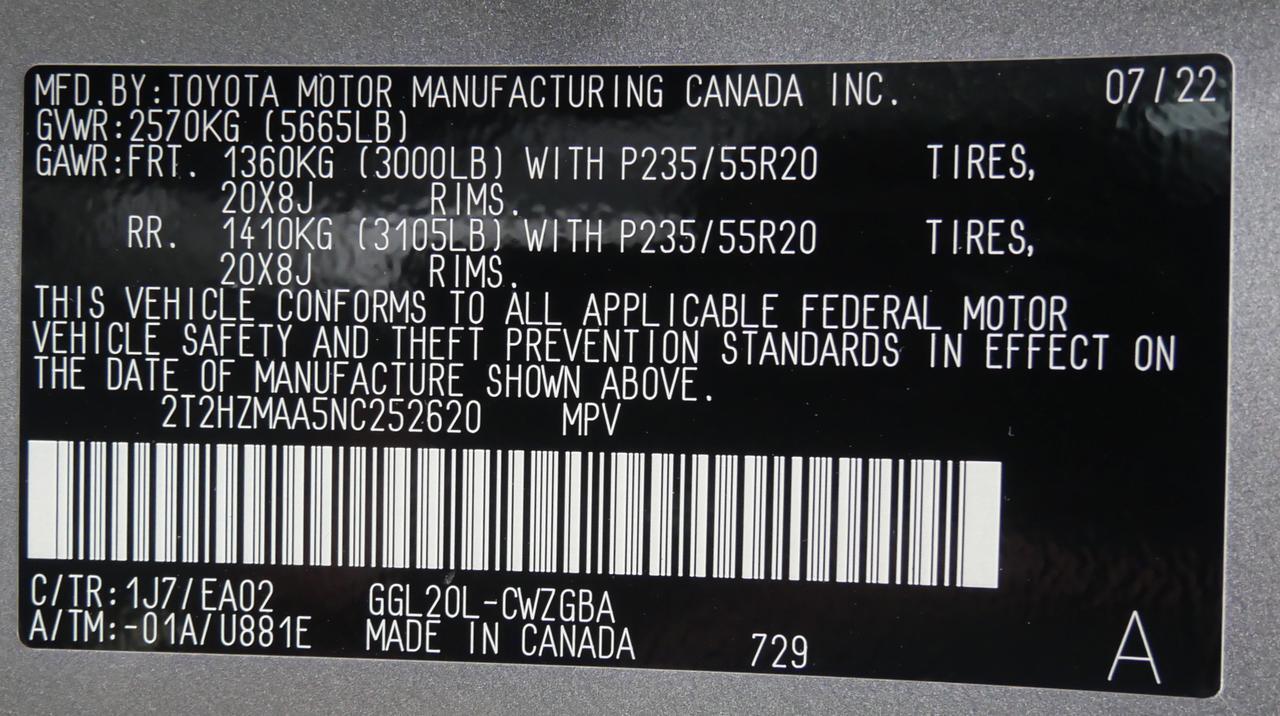 MFD.BY:TOYOTA MOTOR MANUFACTURING CANADA INC. 07/22
GVWR:2570KG (5665LB)
GAWR:FRT. 1360KG (3000LB) WITH P235/55R20 TIRES,
20X8J RIMS.
RR. 1410KG (3105LB) WITH P235/55R20 TIRES,
20X8J RIMS.
THIS VEHICLE CONFORMS TO ALL APPLICABLE FEDERAL MOTOR
VEHICLE SAFETY AND THEFT PREVENTION STANDARDS IN EFFECT ON
THE DATE OF MANUFACTURE SHOWN ABOVE.
2T2HZMAA5NC252620 MPV
C/TR:1J7/EA02 GGL20L-CWZGBA
A/TM:-01A/U881E MADE IN CANADA 729 A